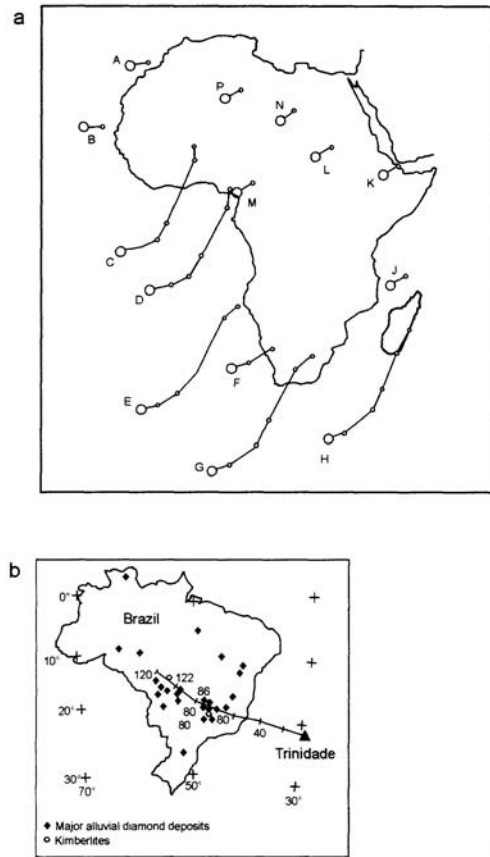 a
A
P
N
B
L
K
M
C
D
J
F
E
H
G
b
0°
Brazil
10°
120
122
86
20°
80
80
80
40
Trinidade
30°
70°
50°
30°
Major alluvial diamond deposits
Kimberlites